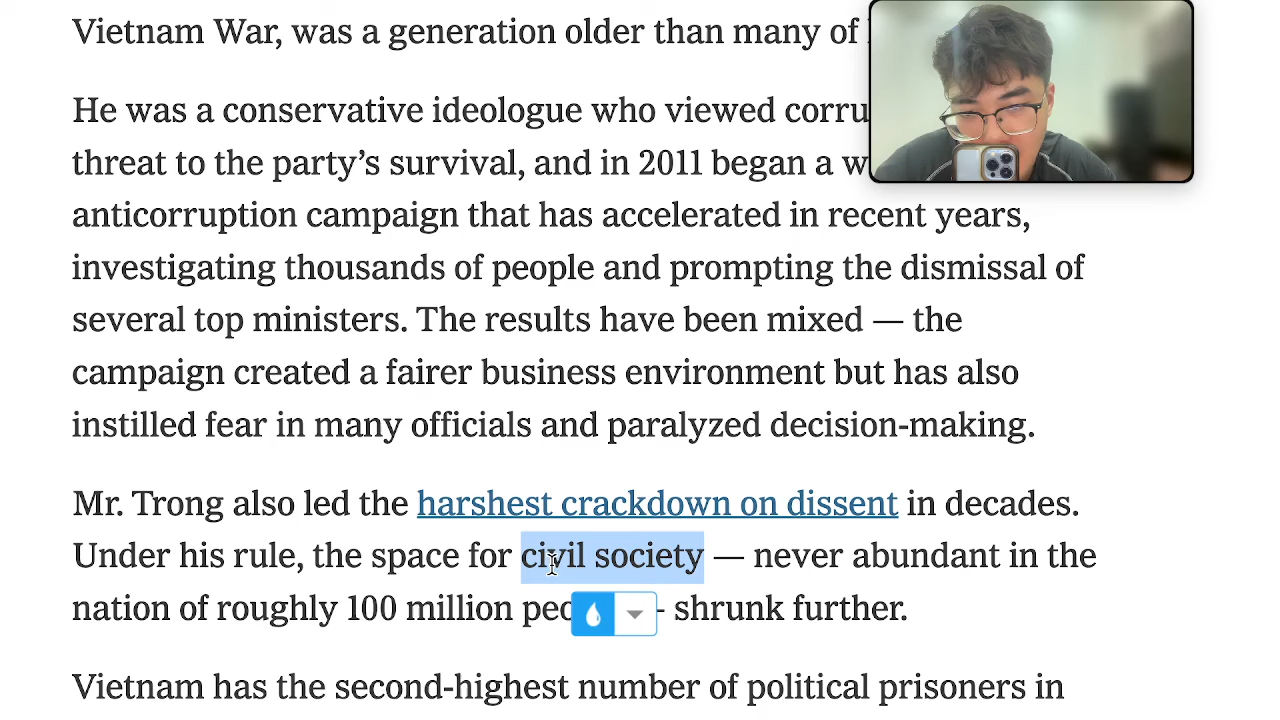 Vietnam War, was a generation older than many of
He was a conservative ideologue who viewed
threat to the party's survival, and in 2011 began a
anticorruption campaign that has accelerated in recent years,
investigating thousands of people and prompting the dismissal of
several top ministers. The results have been mixed — the
campaign created a fairer business environment but has also
instilled fear in many officials and paralyzed decision-making.
Mr. Trong also led the harshest crackdown on dissent in decades.
Under his rule, the space for civil society — never abundant in the
nation of roughly 100 million - shrunk further.
Vietnam has the second-highest number of political prisoners in